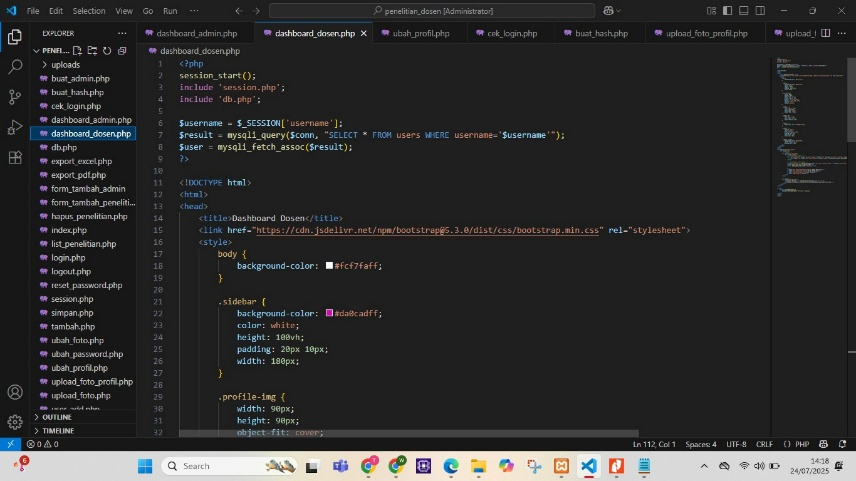 File Edit Selection View Go Run ···
penelitian_dosen [Administrator]
EXPLORER
PENEL...
uploads
buat_admin.php
buat_hash.php
cek_login.php
dashboard_admin.php
dashboard_dosen.php
db.php
export_excel.php
export_pdf.php
form_tambah_admin
form_tambah_peneliti...
hapus_penelitian.php
index.php
list_penelitian.php
login.php
logout.php
reset_password.php
session.php
simpan.php
tambah.php
ubah_foto.php
ubah_password.php
ubah_profil.php
upload_foto_profil.php
upload_foto.php
user_add.php
OUTLINE
TIMELINE
dashboard_admin.php dashboard_dosen.php ubah_profil.php cek_login.php buat_hash.php upload_foto_profil.php upload_f
dashboard_dosen.php
1 <?php
2 session_start();
3 include 'session.php';
4 include 'db.php';
5
6 $username = $_SESSION['username'];
7 $result = mysqli_query($conn, "SELECT * FROM users WHERE username='$username'");
8 $user = mysqli_fetch_assoc($result);
9 ?>
10
11 <!DOCTYPE html>
12 <html>
13 <head>
14 <title>Dashboard Dosen</title>
15 <link href="https://cdn.jsdelivr.net/npm/bootstrap@5.3.0/dist/css/bootstrap.min.css" rel="stylesheet">
16 <style>
17 body {
18 background-color: #fcf7faff;
19 }
20
21 .sidebar {
22 background-color: #da0cadff;
23 color: white;
24 height: 100vh;
25 padding: 20px 10px;
26 width: 180px;
27 }
28
29 .profile-img {
30 width: 90px;
31 height: 90px;
32 object-fit: cover;
0 0 Ln 112, Col 1 Spaces: 4 UTF-8 CRLF {} PHP
6 Search 14:18
24/07/2025